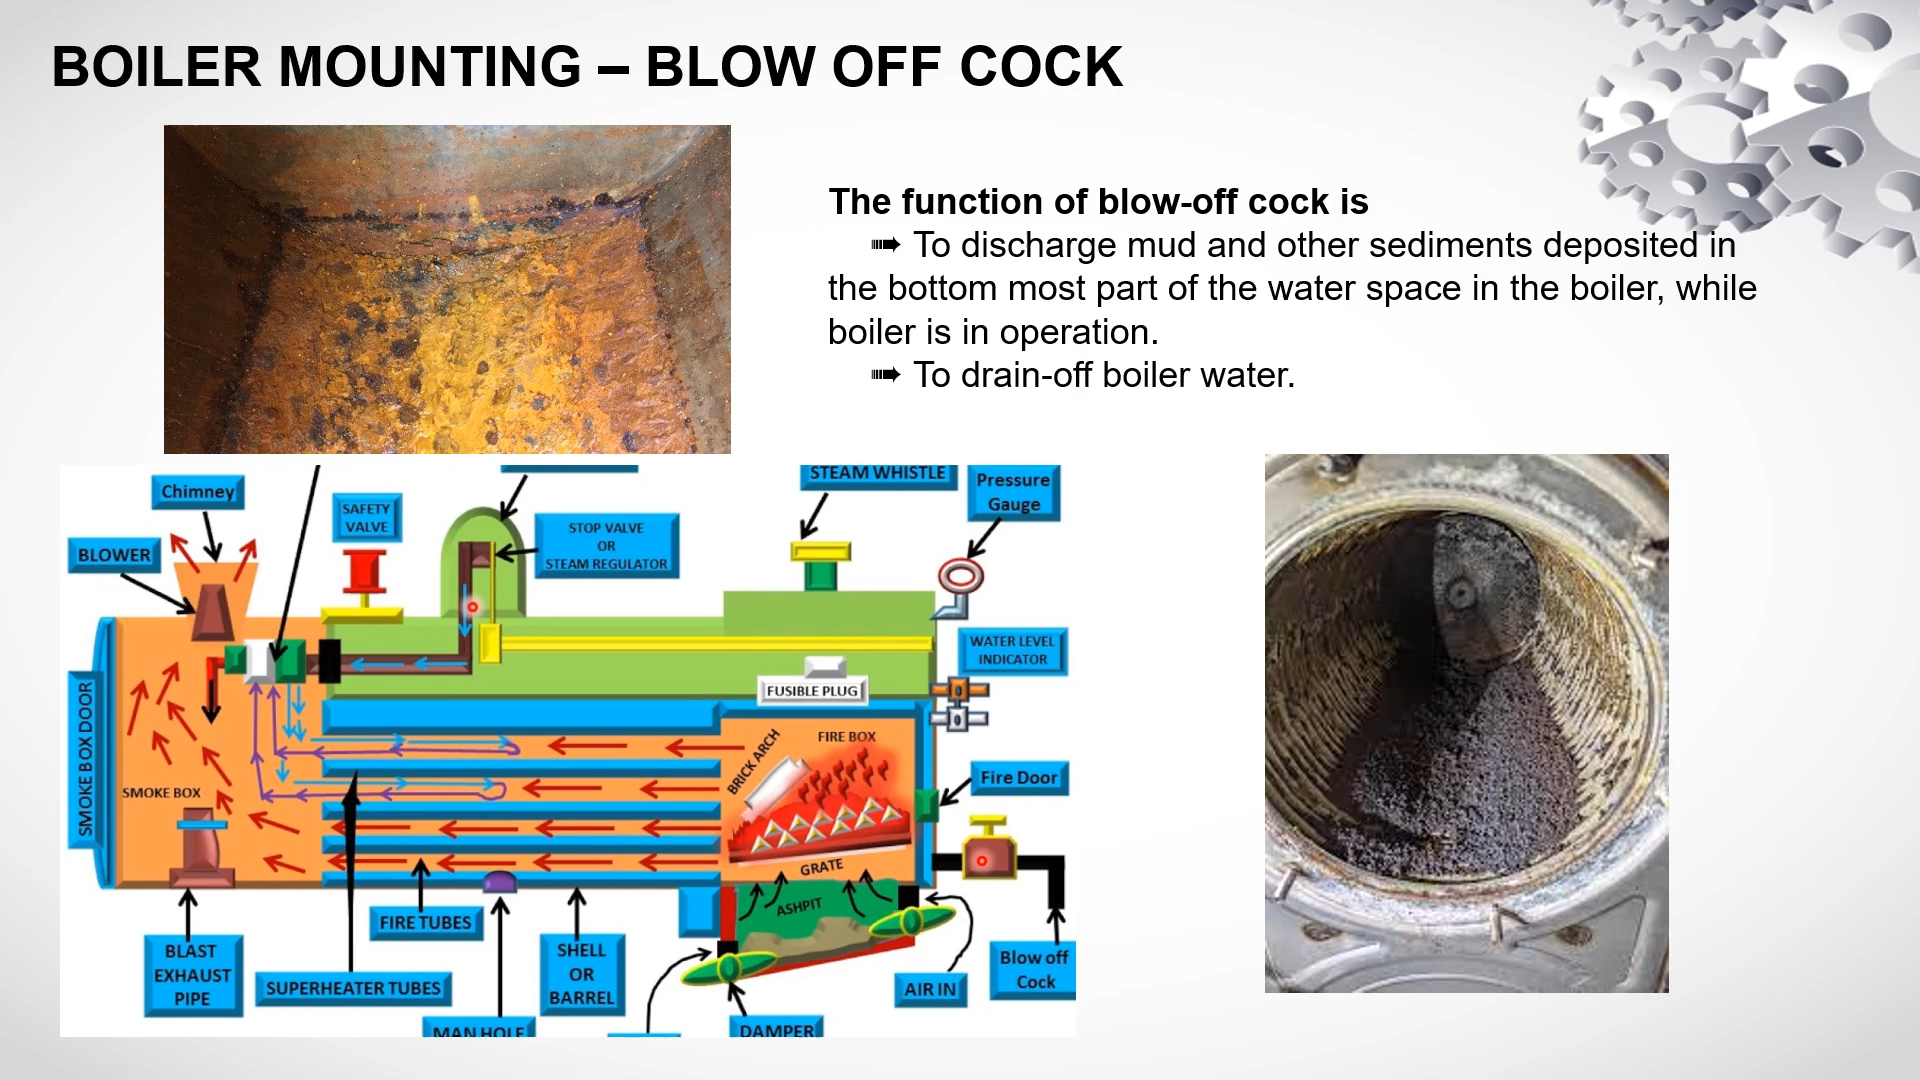 BOILER MOUNTING – BLOW OFF COCK
The function of blow-off cock is
➠ To discharge mud and other sediments deposited in
the bottom most part of the water space in the boiler, while
boiler is in operation.
➠ To drain-off boiler water.
STEAM WHISTLE
Pressure
Gauge
Chimney
SAFETY
VALVE
STOP VALVE
OR
STEAM REGULATOR
BLOWER
WATER LEVEL
INDICATOR
FUSIBLE PLUG
SMOKE BOX DOOR
BRICK ARCH
FIRE BOX
Fire Door
SMOKE BOX
GRATE
ASHPIT
FIRE TUBES
BLAST
EXHAUST
PIPE
SUPERHEATER TUBES
SHELL
OR
BARREL
AIR IN
Blow off
Cock
MAN HOLE
DAMPER